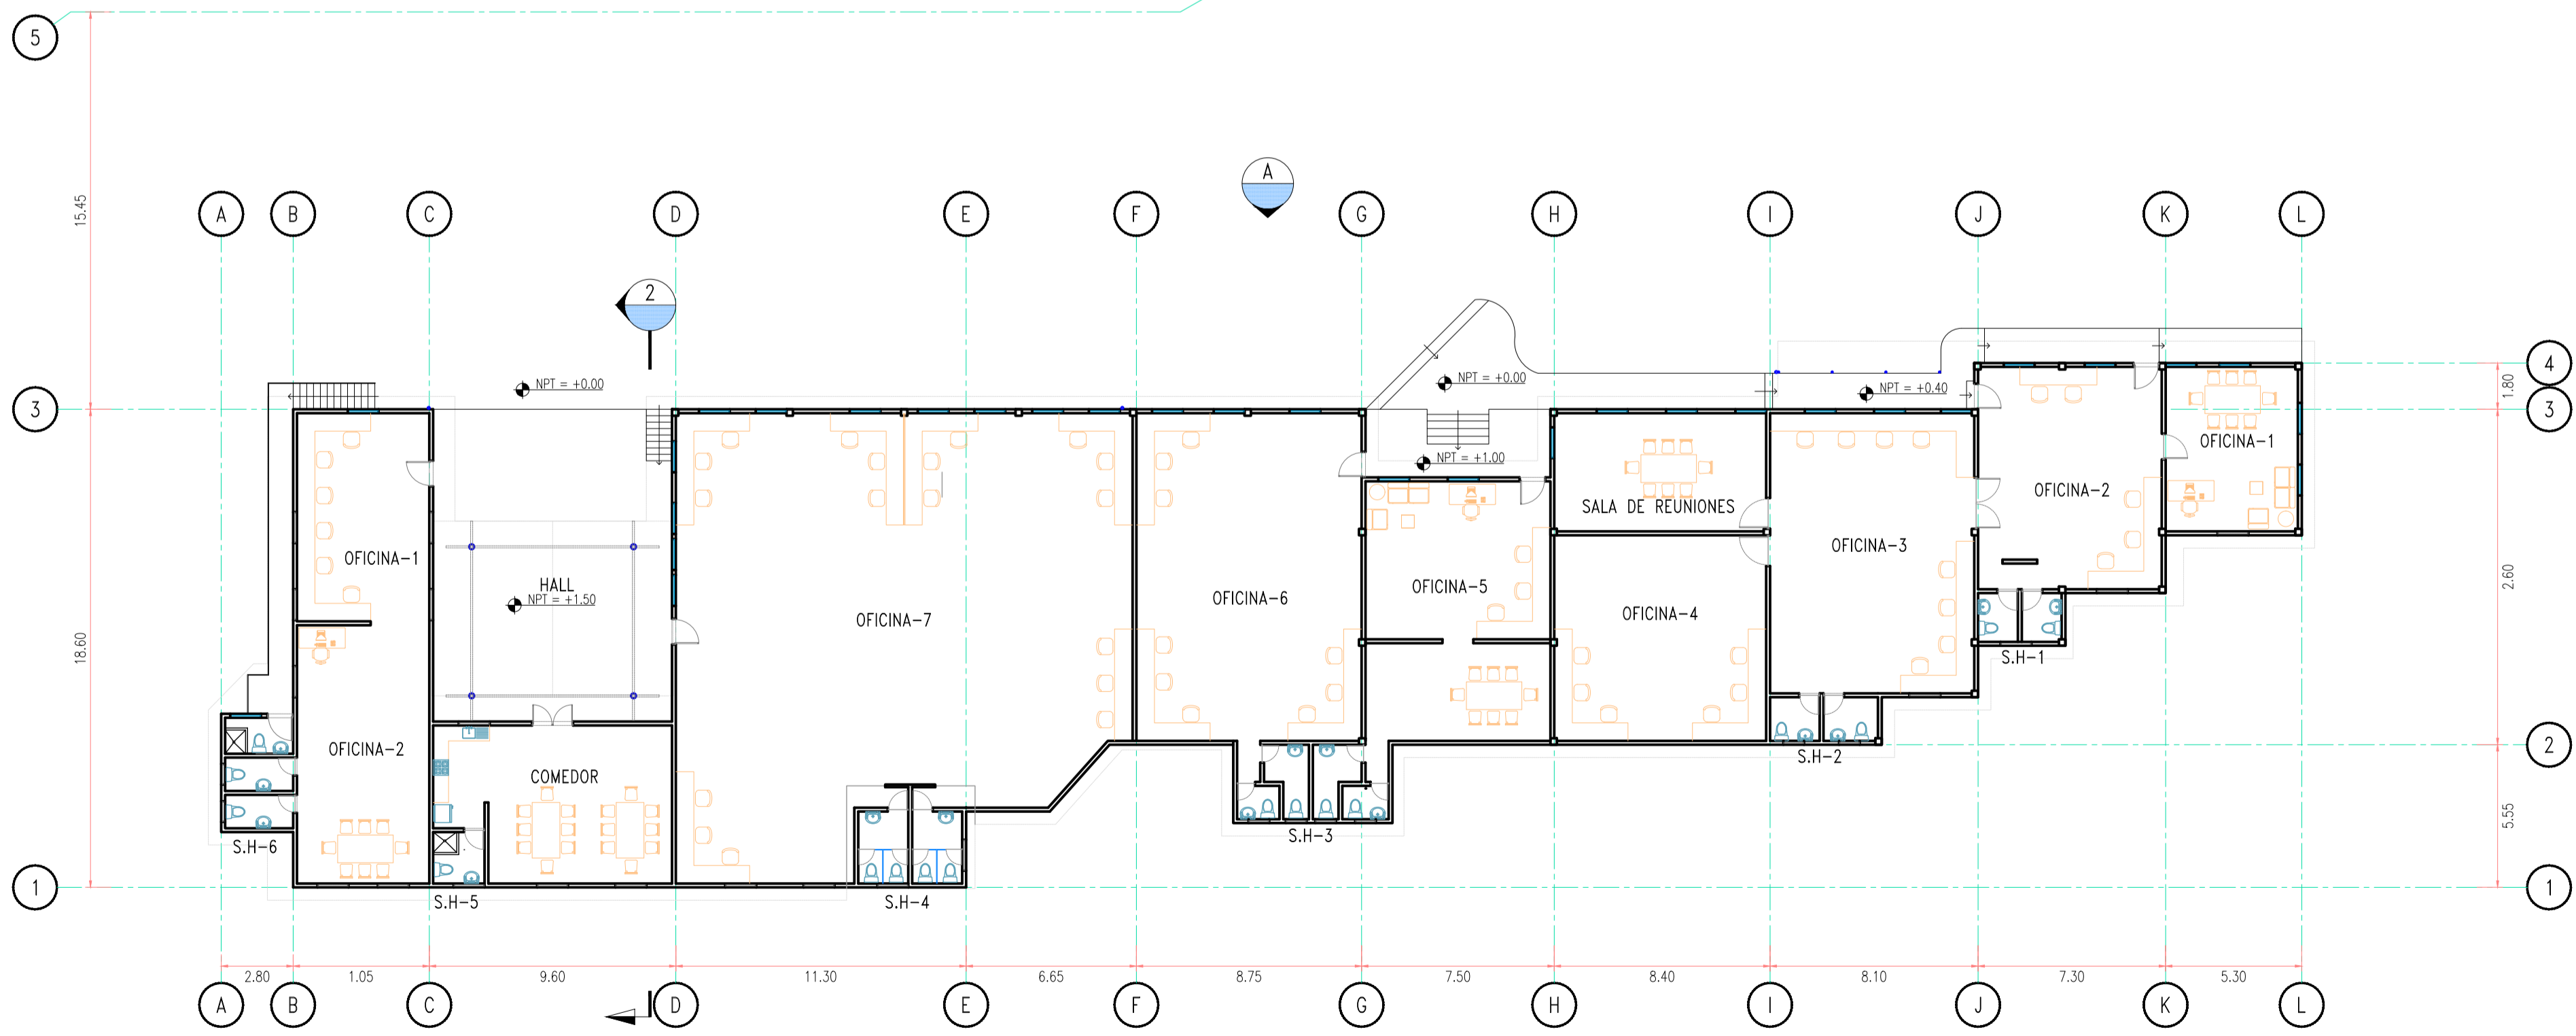 5
15.45
A
A B C D E F G H I J K L
2
NPT = +0.00
NPT = +0.00
NPT = +0.40
4
1.80
3
3
OFICINA-1
NPT = +1.00
OFICINA-2
SALA DE REUNIONES
OFICINA-3
OFICINA-1
HALL
OFICINA-5
2.60
NPT = +1.50
OFICINA-6
OFICINA-4
OFICINA-7
18.60
S.H-1
OFICINA-2
2
S.H-2
COMEDOR
5.55
S.H-3
S.H-6
1
1
S.H-5
S.H-4
2.80 1.05 9.60 11.30 6.65 8.75 7.50 8.40 8.10 7.30 5.30
A B C D E F G H I J K L